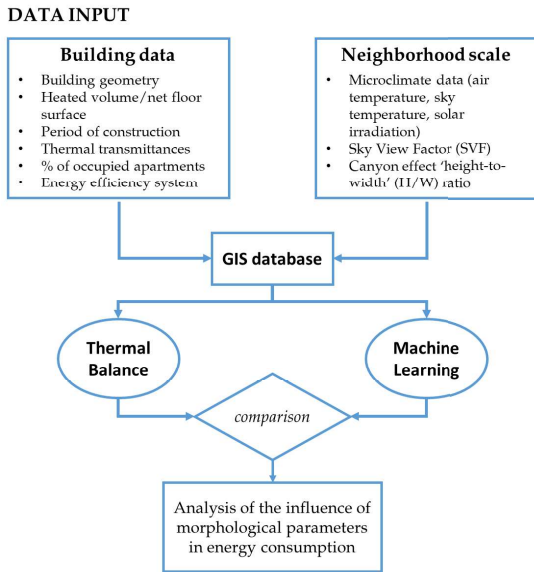 DATA INPUT
Building data
• Building geometry
• Heated volume/net floor
surface
• Period of construction
• Thermal transmittances
• % of occupied apartments
• Energy efficiency system
Neighborhood scale
• Microclimate data (air
temperature, sky
temperature, solar
irradiation)
• Sky View Factor (SVF)
• Canyon effect ‘height-to-
width’ (H/W) ratio
GIS database
Thermal
Balance
Machine
Learning
comparison
Analysis of the influence of
morphological parameters
in energy consumption